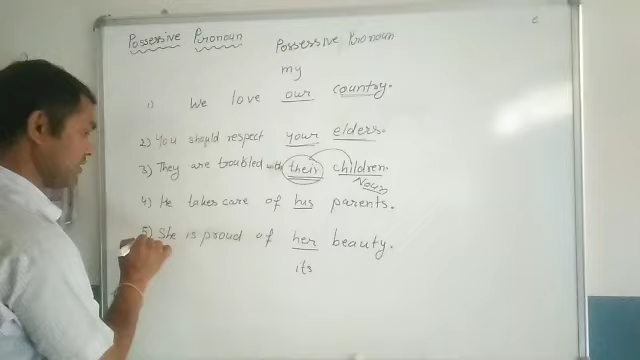 Possessive Pronoun Possessive Pronoun
my
1) We love our country.
2) You should respect your elders.
3) They are troubled with their children.
Noun
4) He takes care of his parents.
5) She is proud of her beauty.
its